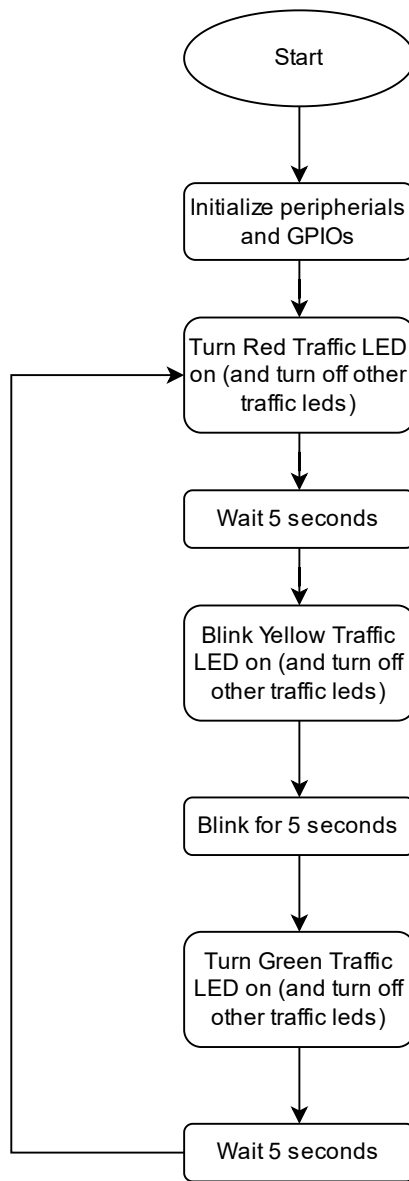 Start
Initialize peripherials
and GPIOs
Turn Red Traffic LED
on (and turn off other
traffic leds)
Wait 5 seconds
Blink Yellow Traffic
LED on (and turn off
other traffic leds)
Blink for 5 seconds
Turn Green Traffic
LED on (and turn off
other traffic leds)
Wait 5 seconds